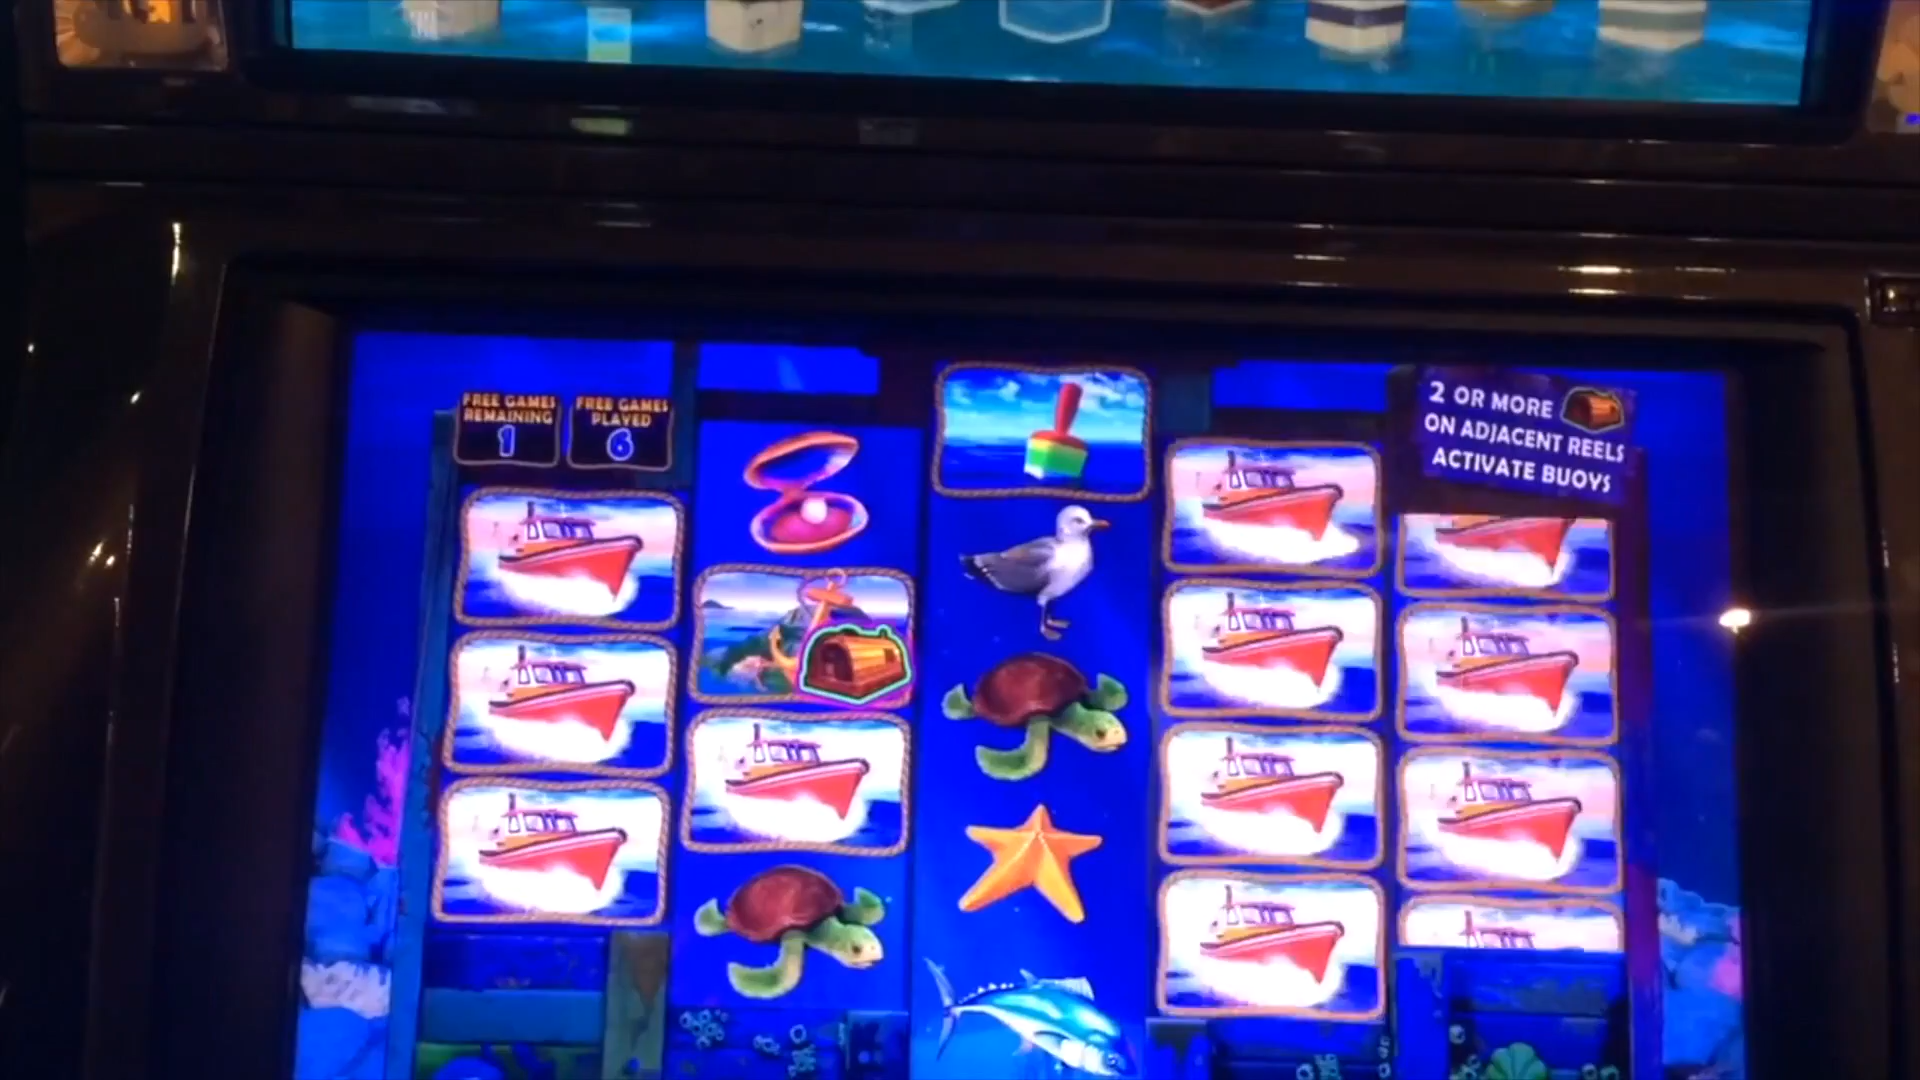 FREE GAMES
REMAINING
1
FREE GAMES
PLAYED
6
2 OR MORE
ON ADJACENT REELS
ACTIVATE BUOYS